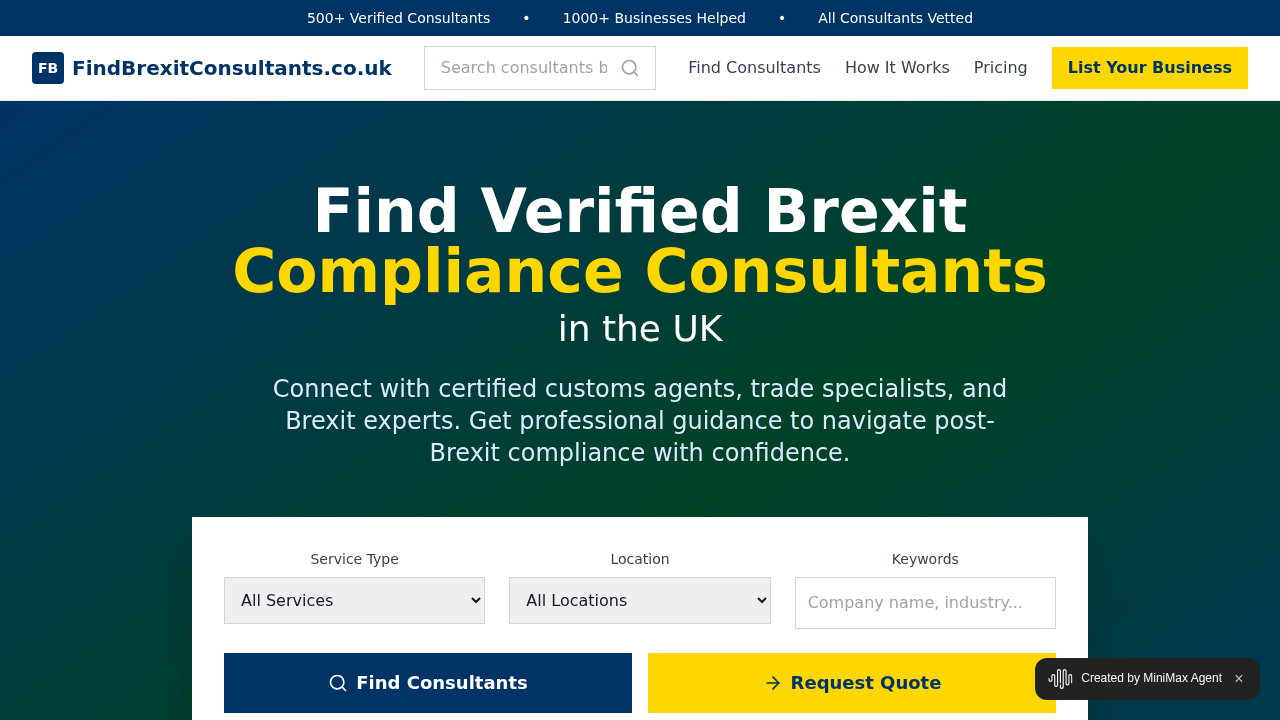 500+ Verified Consultants • 1000+ Businesses Helped • All Consultants Vetted
FB FindBrexitConsultants.co.uk Search consultants b Find Consultants How It Works Pricing List Your Business
Find Verified Brexit
Compliance Consultants
in the UK
Connect with certified customs agents, trade specialists, and
Brexit experts. Get professional guidance to navigate post-
Brexit compliance with confidence.
Service Type Location Keywords
All Services All Locations Company name, industry...
Find Consultants Request Quote
Created by MiniMax Agent ×